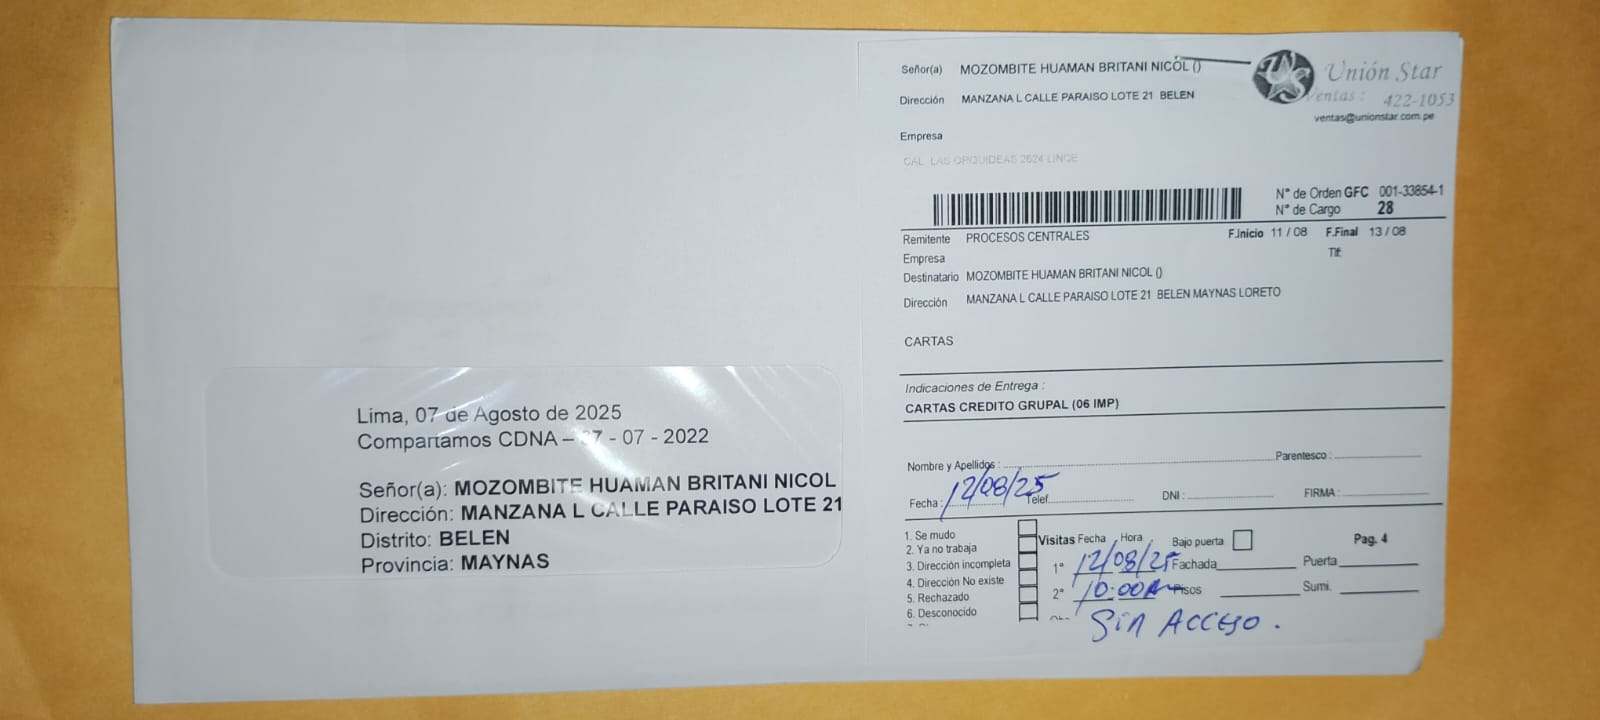 Lima, 07 de Agosto de 2025
Compartamos CDNA – 07 - 2022
Señor(a): MOZOMBITE HUAMAN BRITANI NICOL
Dirección: MANZANA L CALLE PARAISO LOTE 21
Distrito: BELEN
Provincia: MAYNAS
Señor(a) MOZOMBITE HUAMAN BRITANI NICOL ()
Unión Star
Ventas : 422-1053
ventas@unionstar.com.pe
Dirección MANZANA L CALLE PARAISO LOTE 21 BELEN
Empresa
CAL. LAS ORQUIDEAS 2624 LINCE
N° de Orden GFC 001-33854-1
N° de Cargo 28
Remitente PROCESOS CENTRALES F.Inicio 11 / 08 F.Final 13 / 08
Empresa Tlf:
Destinatario MOZOMBITE HUAMAN BRITANI NICOL ()
Dirección MANZANA L CALLE PARAISO LOTE 21 BELEN MAYNAS LORETO
CARTAS
Indicaciones de Entrega :
CARTAS CREDITO GRUPAL (06 IMP)
Nombre y Apellidos : Parentesco :
Fecha : 12/08/25 Telef. DNI : FIRMA :
1. Se mudo
2. Ya no trabaja
3. Dirección incompleta
4. Dirección No existe
5. Rechazado
6. Desconocido
Visitas Fecha Hora Bajo puerta Pag. 4
1° 12/08/25 Fachada Puerta
2° 10:00 Pisos Sumi.
Sin Acceso.